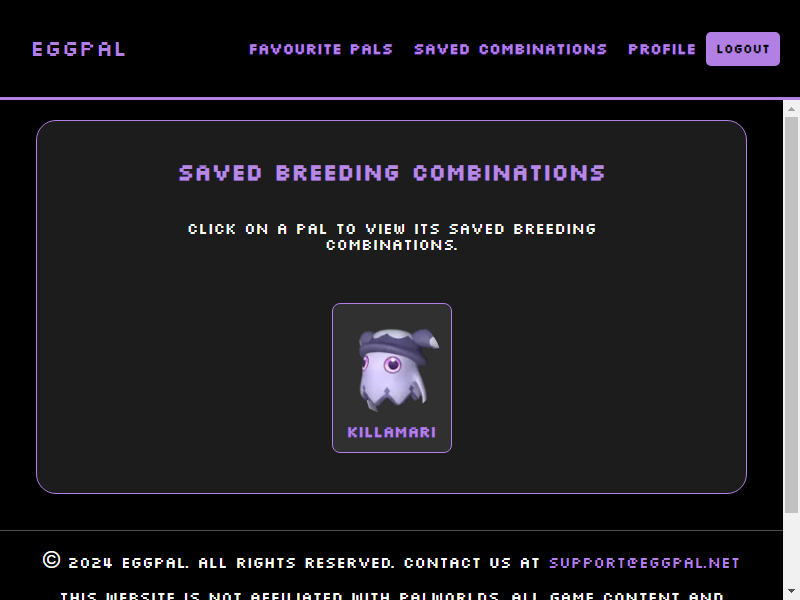 EGGPAL
FAVOURITE PALS
SAVED COMBINATIONS
PROFILE
LOGOUT
SAVED BREEDING COMBINATIONS
CLICK ON A PAL TO VIEW ITS SAVED BREEDING
COMBINATIONS.
KILLAMARI
© 2024 EGGPAL. ALL RIGHTS RESERVED. CONTACT US AT SUPPORT@EGGPAL.NET
THIS WEBSITE IS NOT AFFILIATED WITH PALWORLDS. ALL GAME CONTENT AND